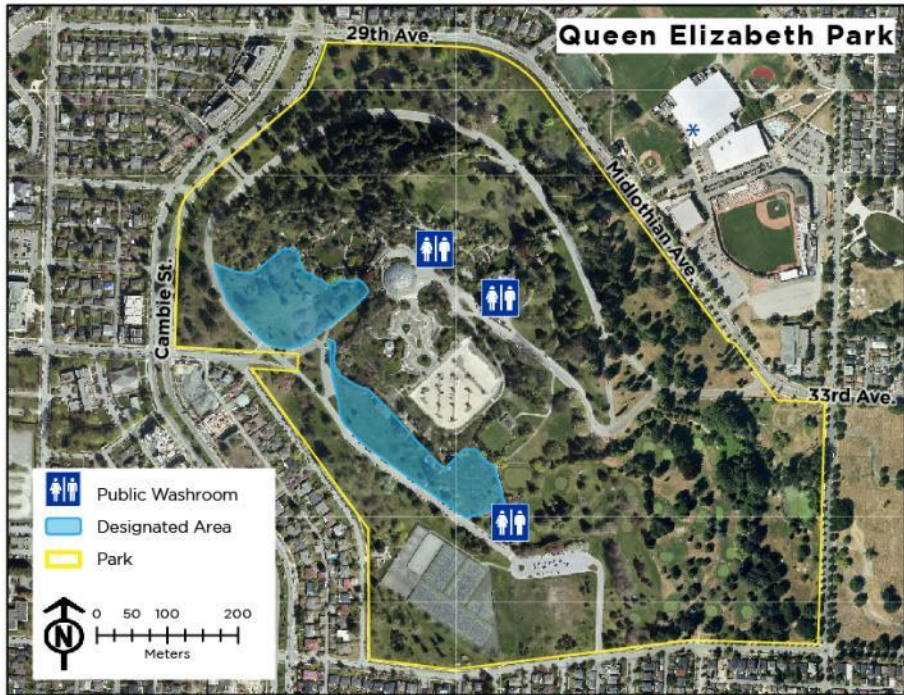 Queen Elizabeth Park
29th Ave.
Midlothian Ave.
Cambie St.
33rd Ave.
Public Washroom
Designated Area
Park
0 50 100 200
Meters
N